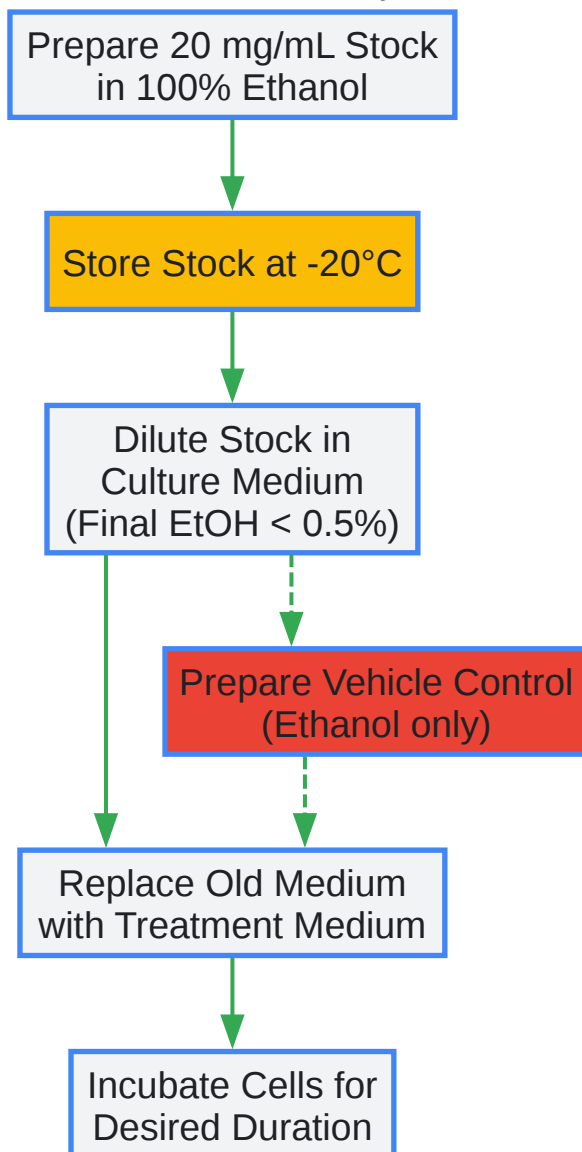 Prepare 20 mg/mL Stock
in 100% Ethanol
Store Stock at -20°C
Dilute Stock in
Culture Medium
(Final EtOH < 0.5%)
Prepare Vehicle Control
(Ethanol only)
Replace Old Medium
with Treatment Medium
Incubate Cells for
Desired Duration